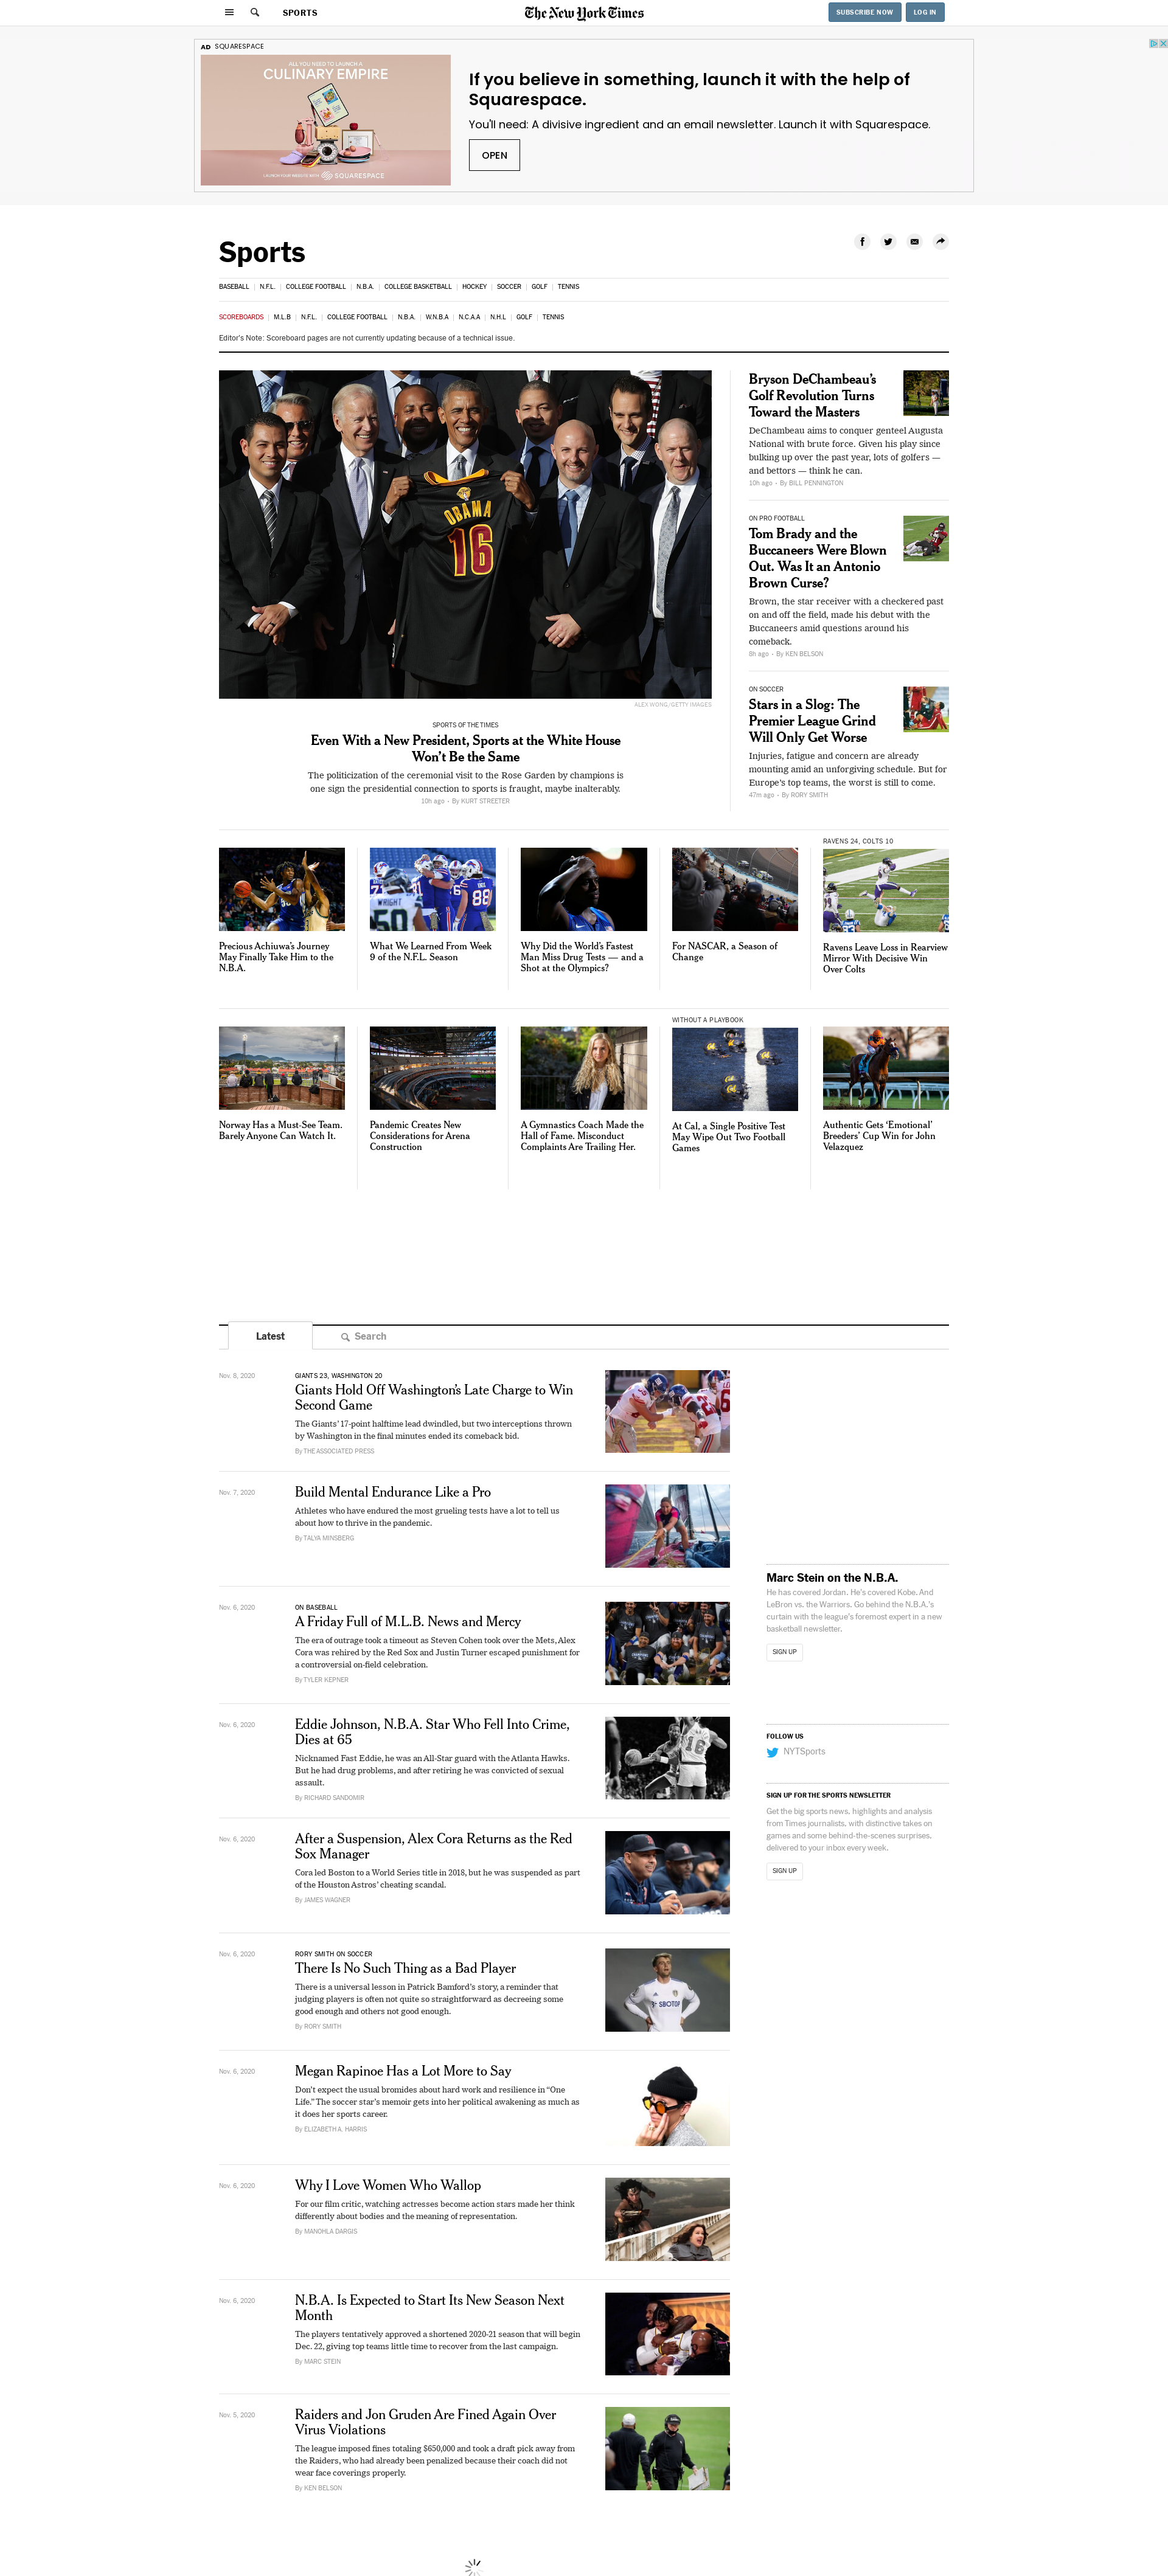 SPORTS
The New York Times
SUBSCRIBE NOW
LOG IN
AD SQUARESPACE
ALL YOU NEED TO LAUNCH A
CULINARY EMPIRE
LAUNCH YOUR WEBSITE WITH SQUARESPACE
If you believe in something, launch it with the help of
Squarespace.
You'll need: A divisive ingredient and an email newsletter. Launch it with Squarespace.
OPEN
Sports
BASEBALL | N.F.L. | COLLEGE FOOTBALL | N.B.A. | COLLEGE BASKETBALL | HOCKEY | SOCCER | GOLF | TENNIS
SCOREBOARDS | M.L.B | N.F.L. | COLLEGE FOOTBALL | N.B.A. | W.N.B.A | N.C.A.A | N.H.L | GOLF | TENNIS
Editor's Note: Scoreboard pages are not currently updating because of a technical issue.
OBAMA
16
ALEX WONG/GETTY IMAGES
SPORTS OF THE TIMES
Even With a New President, Sports at the White House
Won't Be the Same
The politicization of the ceremonial visit to the Rose Garden by champions is
one sign the presidential connection to sports is fraught, maybe inalterably.
10h ago • By KURT STREETER
Bryson DeChambeau's
Golf Revolution Turns
Toward the Masters
DeChambeau aims to conquer genteel Augusta
National with brute force. Given his play since
bulking up over the past year, lots of golfers —
and bettors — think he can.
10h ago • By BILL PENNINGTON
ON PRO FOOTBALL
Tom Brady and the
Buccaneers Were Blown
Out. Was It an Antonio
Brown Curse?
Brown, the star receiver with a checkered past
on and off the field, made his debut with the
Buccaneers amid questions around his
comeback.
8h ago • By KEN BELSON
ON SOCCER
Stars in a Slog: The
Premier League Grind
Will Only Get Worse
Injuries, fatigue and concern are already
mounting amid an unforgiving schedule. But for
Europe's top teams, the worst is still to come.
47m ago • By RORY SMITH
Precious Achiuwa's Journey
May Finally Take Him to the
N.B.A.
WRIGHT
50
88
What We Learned From Week
9 of the N.F.L. Season
Why Did the World's Fastest
Man Miss Drug Tests — and a
Shot at the Olympics?
For NASCAR, a Season of
Change
RAVENS 24, COLTS 10
Ravens Leave Loss in Rearview
Mirror With Decisive Win
Over Colts
Norway Has a Must-See Team.
Barely Anyone Can Watch It.
Pandemic Creates New
Considerations for Arena
Construction
A Gymnastics Coach Made the
Hall of Fame. Misconduct
Complaints Are Trailing Her.
WITHOUT A PLAYBOOK
At Cal, a Single Positive Test
May Wipe Out Two Football
Games
Authentic Gets 'Emotional'
Breeders' Cup Win for John
Velazquez
Latest
Search
Nov. 8, 2020
GIANTS 23, WASHINGTON 20
Giants Hold Off Washington's Late Charge to Win
Second Game
The Giants' 17-point halftime lead dwindled, but two interceptions thrown
by Washington in the final minutes ended its comeback bid.
By THE ASSOCIATED PRESS
Nov. 7, 2020
Build Mental Endurance Like a Pro
Athletes who have endured the most grueling tests have a lot to tell us
about how to thrive in the pandemic.
By TALYA MINSBERG
Nov. 6, 2020
ON BASEBALL
A Friday Full of M.L.B. News and Mercy
The era of outrage took a timeout as Steven Cohen took over the Mets, Alex
Cora was rehired by the Red Sox and Justin Turner escaped punishment for
a controversial on-field celebration.
By TYLER KEPNER
Nov. 6, 2020
Eddie Johnson, N.B.A. Star Who Fell Into Crime,
Dies at 65
Nicknamed Fast Eddie, he was an All-Star guard with the Atlanta Hawks.
But he had drug problems, and after retiring he was convicted of sexual
assault.
By RICHARD SANDOMIR
Nov. 6, 2020
After a Suspension, Alex Cora Returns as the Red
Sox Manager
Cora led Boston to a World Series title in 2018, but he was suspended as part
of the Houston Astros' cheating scandal.
By JAMES WAGNER
Nov. 6, 2020
RORY SMITH ON SOCCER
There Is No Such Thing as a Bad Player
There is a universal lesson in Patrick Bamford's story, a reminder that
judging players is often not quite so straightforward as decreeing some
good enough and others not good enough.
By RORY SMITH
SBOTOP
Nov. 6, 2020
Megan Rapinoe Has a Lot More to Say
Don't expect the usual bromides about hard work and resilience in "One
Life." The soccer star's memoir gets into her political awakening as much as
it does her sports career.
By ELIZABETH A. HARRIS
Nov. 6, 2020
Why I Love Women Who Wallop
For our film critic, watching actresses become action stars made her think
differently about bodies and the meaning of representation.
By MANOHLA DARGIS
Nov. 6, 2020
N.B.A. Is Expected to Start Its New Season Next
Month
The players tentatively approved a shortened 2020-21 season that will begin
Dec. 22, giving top teams little time to recover from the last campaign.
By MARC STEIN
Nov. 5, 2020
Raiders and Jon Gruden Are Fined Again Over
Virus Violations
The league imposed fines totaling $650,000 and took a draft pick away from
the Raiders, who had already been penalized because their coach did not
wear face coverings properly.
By KEN BELSON
Marc Stein on the N.B.A.
He has covered Jordan. He's covered Kobe. And
LeBron vs. the Warriors. Go behind the N.B.A.'s
curtain with the league's foremost expert in a new
basketball newsletter.
SIGN UP
FOLLOW US
NYTSports
SIGN UP FOR THE SPORTS NEWSLETTER
Get the big sports news, highlights and analysis
from Times journalists, with distinctive takes on
games and some behind-the-scenes surprises,
delivered to your inbox every week.
SIGN UP